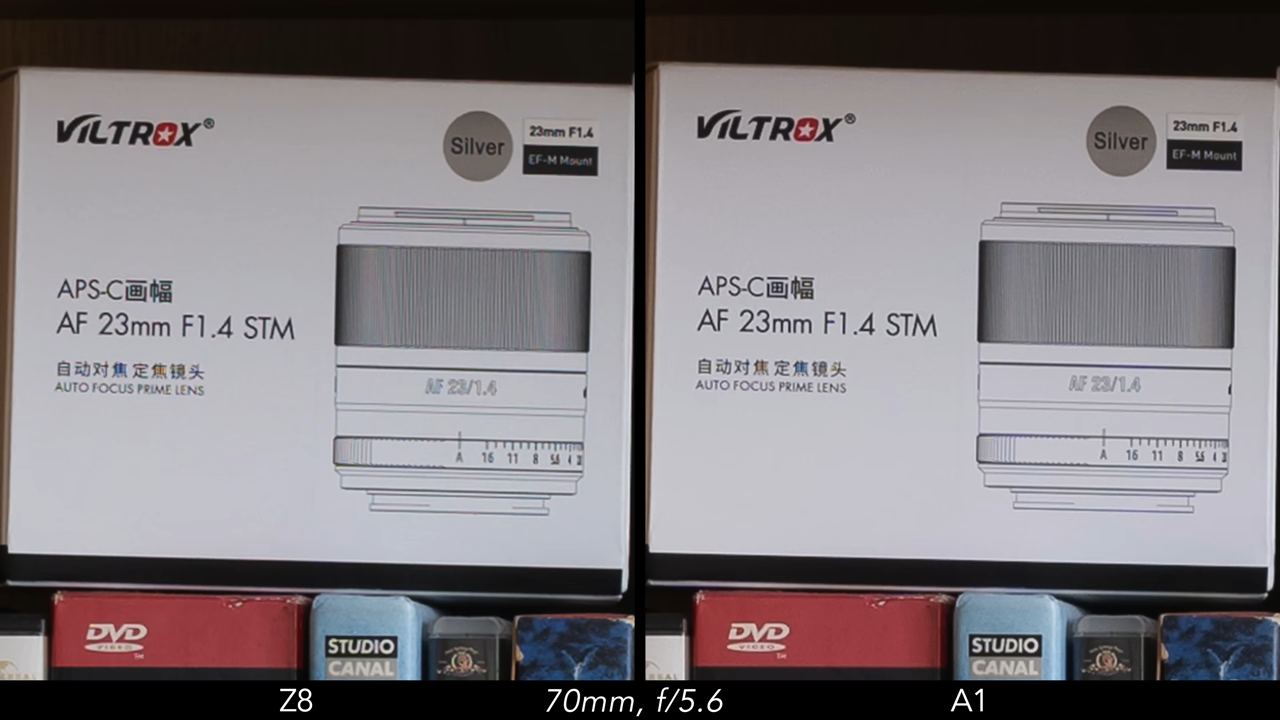 VILTROX®
Silver
23mm F1.4
EF-M Mount
APS-C画幅
AF 23mm F1.4 STM
自动对焦 定焦镜头
AUTO FOCUS PRIME LENS
AF 23/1.4
A 16 11 8 5.6 4
DVD
VIDEO
TM
STUDIO
CANAL
VILTROX®
Silver
23mm F1.4
EF-M Mount
APS-C画幅
AF 23mm F1.4 STM
自动对焦 定焦镜头
AUTO FOCUS PRIME LENS
AF 23/1.4
A 16 11 8 5.6 4
DVD
VIDEO
TM
STUDIO
CANAL
Z8
70mm, f/5.6
A1